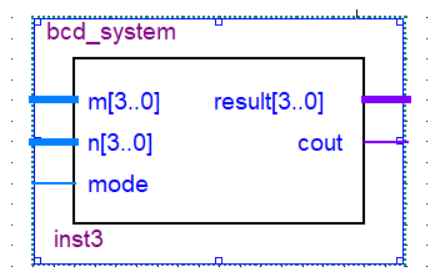 bcd_system
m[3..0] result[3..0]
n[3..0] cout
mode
inst3